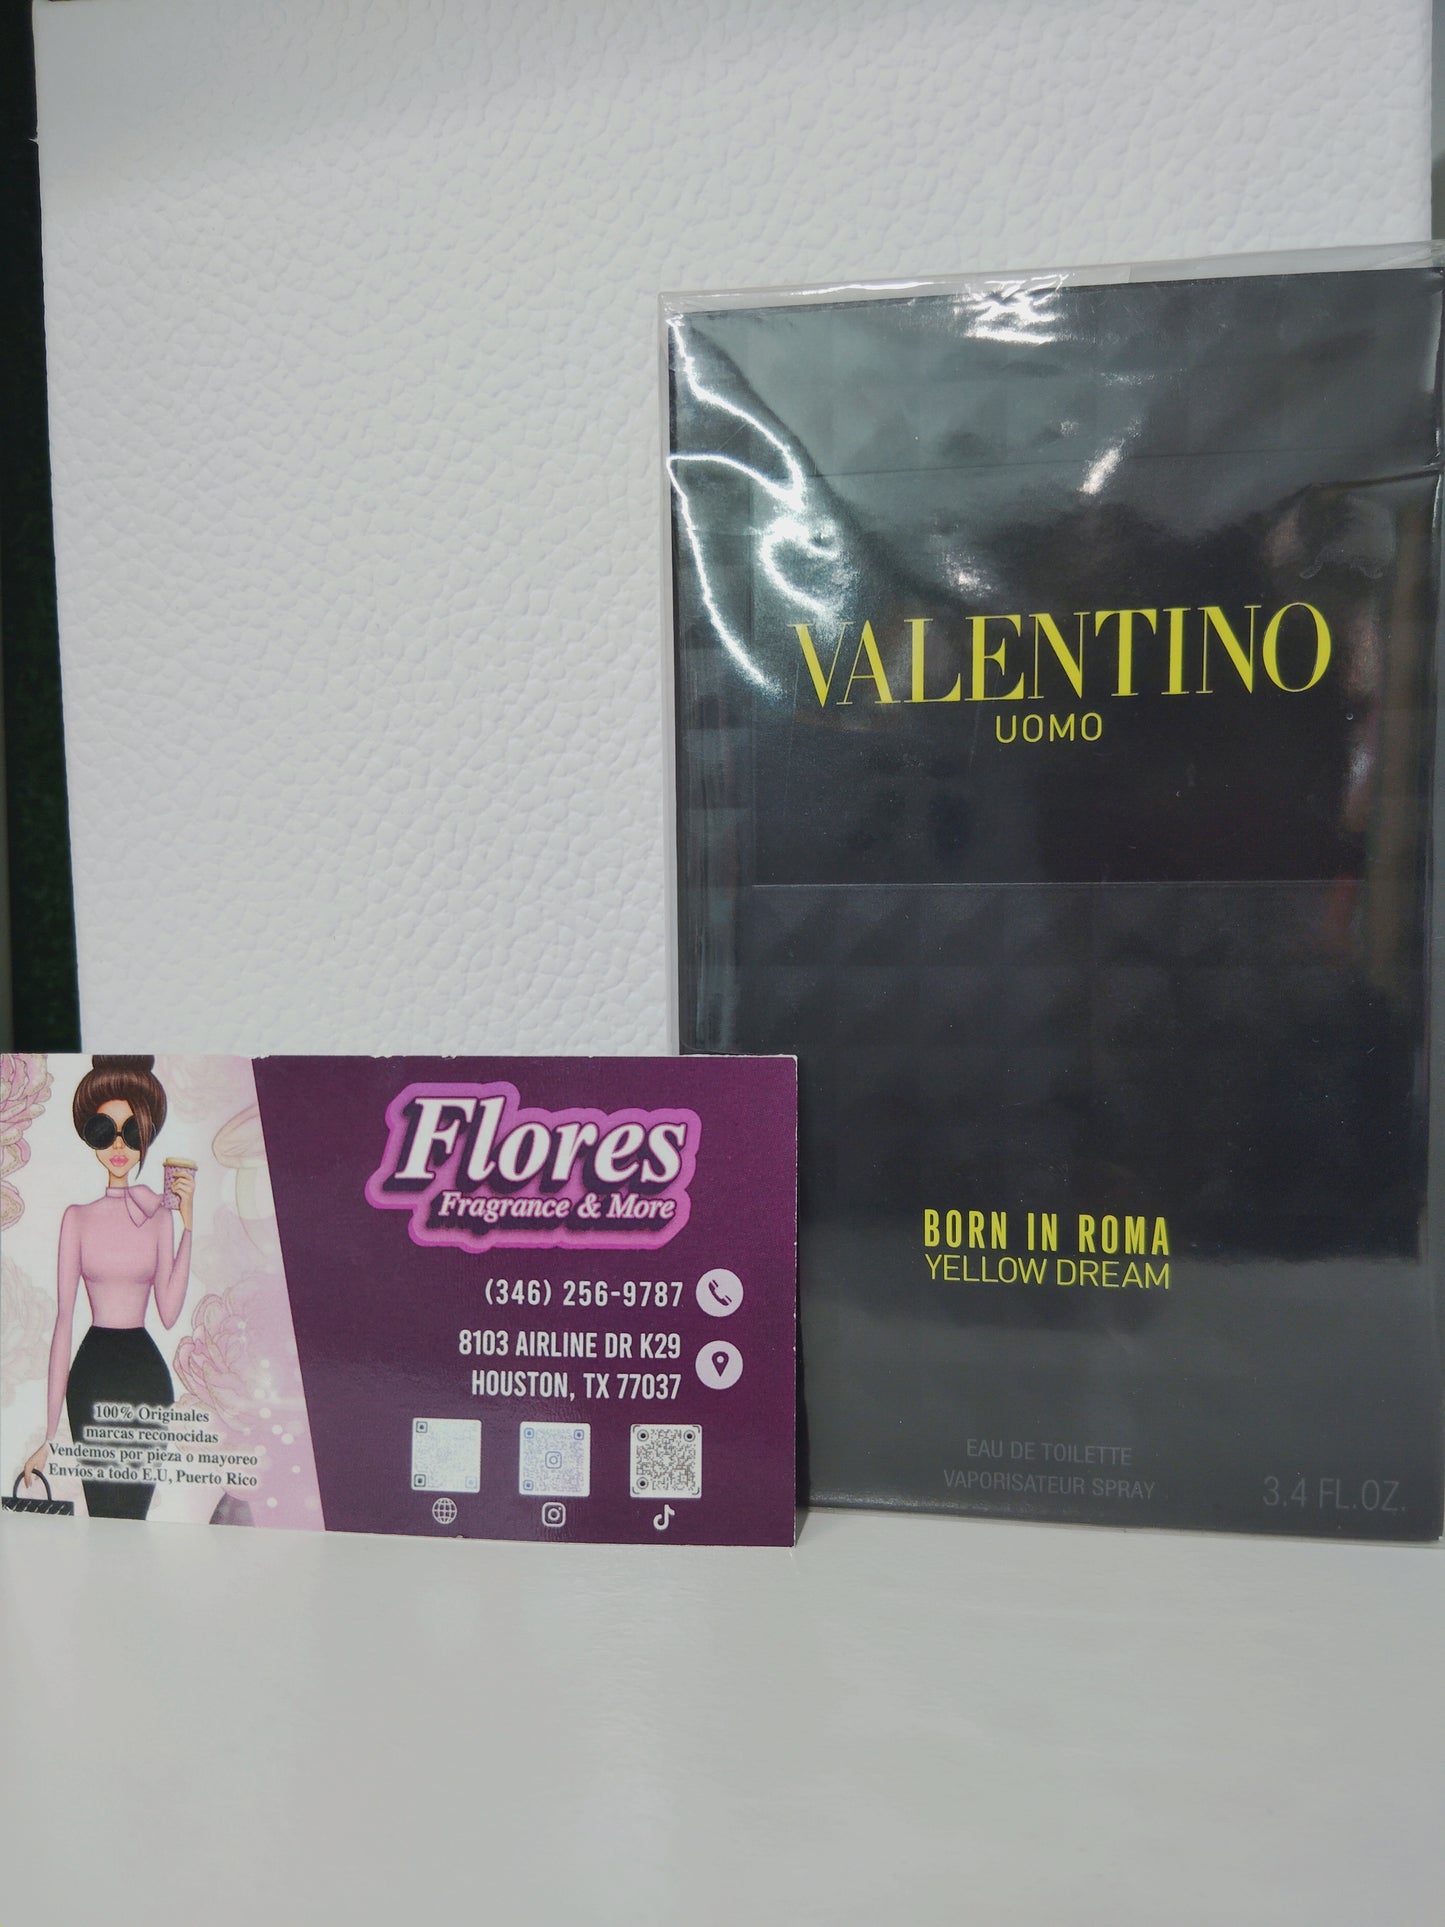 VALENTINO
UOMO
BORN IN ROMA
YELLOW DREAM
EAU DE TOILETTE
VAPORISATEUR SPRAY
3.4 FL.OZ.
Flores
Fragrance & More
(346) 256-9787
8103 AIRLINE DR K29
HOUSTON, TX 77037
100% Originales
marcas reconocidas
Vendemos por pieza o mayoreo
Envíos a todo E.U, Puerto Rico